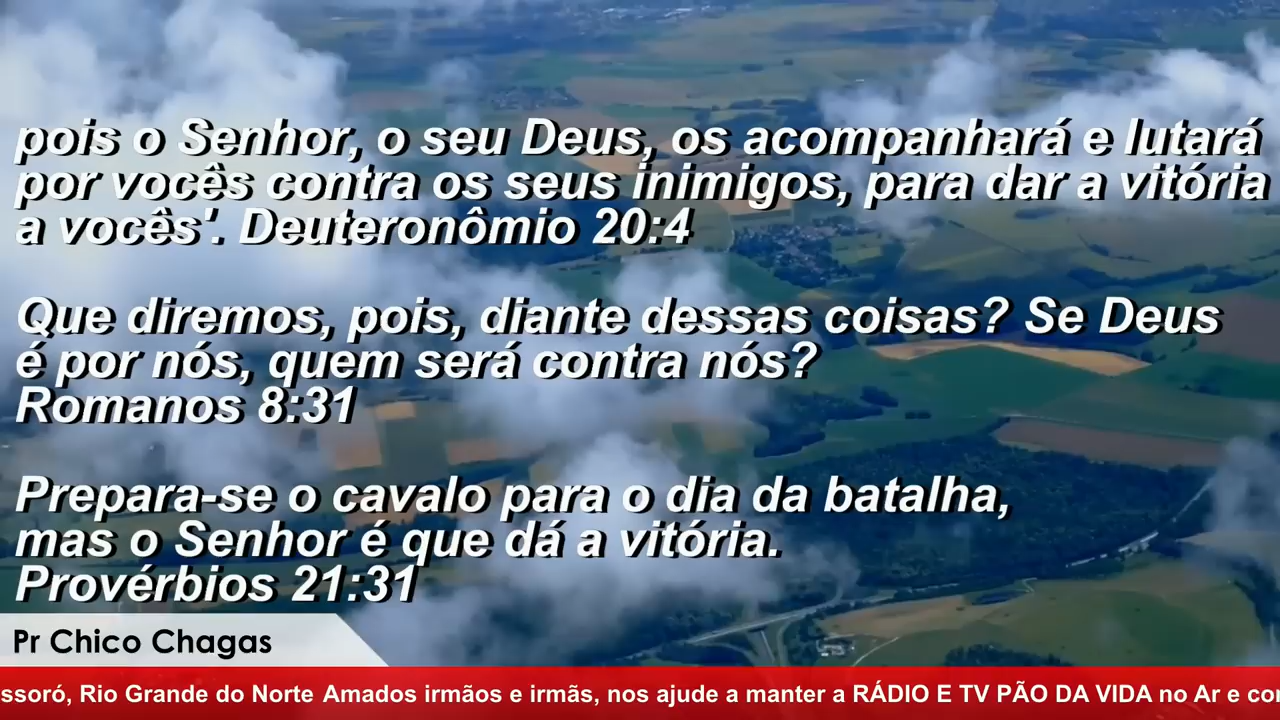 pois o Senhor, o seu Deus, os acompanhará e lutará
por vocês contra os seus inimigos, para dar a vitória
a vocês'. Deuteronômio 20:4
Que diremos, pois, diante dessas coisas? Se Deus
é por nós, quem será contra nós?
Romanos 8:31
Prepara-se o cavalo para o dia da batalha,
mas o Senhor é que dá a vitória.
Provérbios 21:31
Pr Chico Chagas
ssoró, Rio Grande do Norte Amados irmãos e irmãs, nos ajude a manter a RÁDIO E TV PÃO DA VIDA no Ar e co